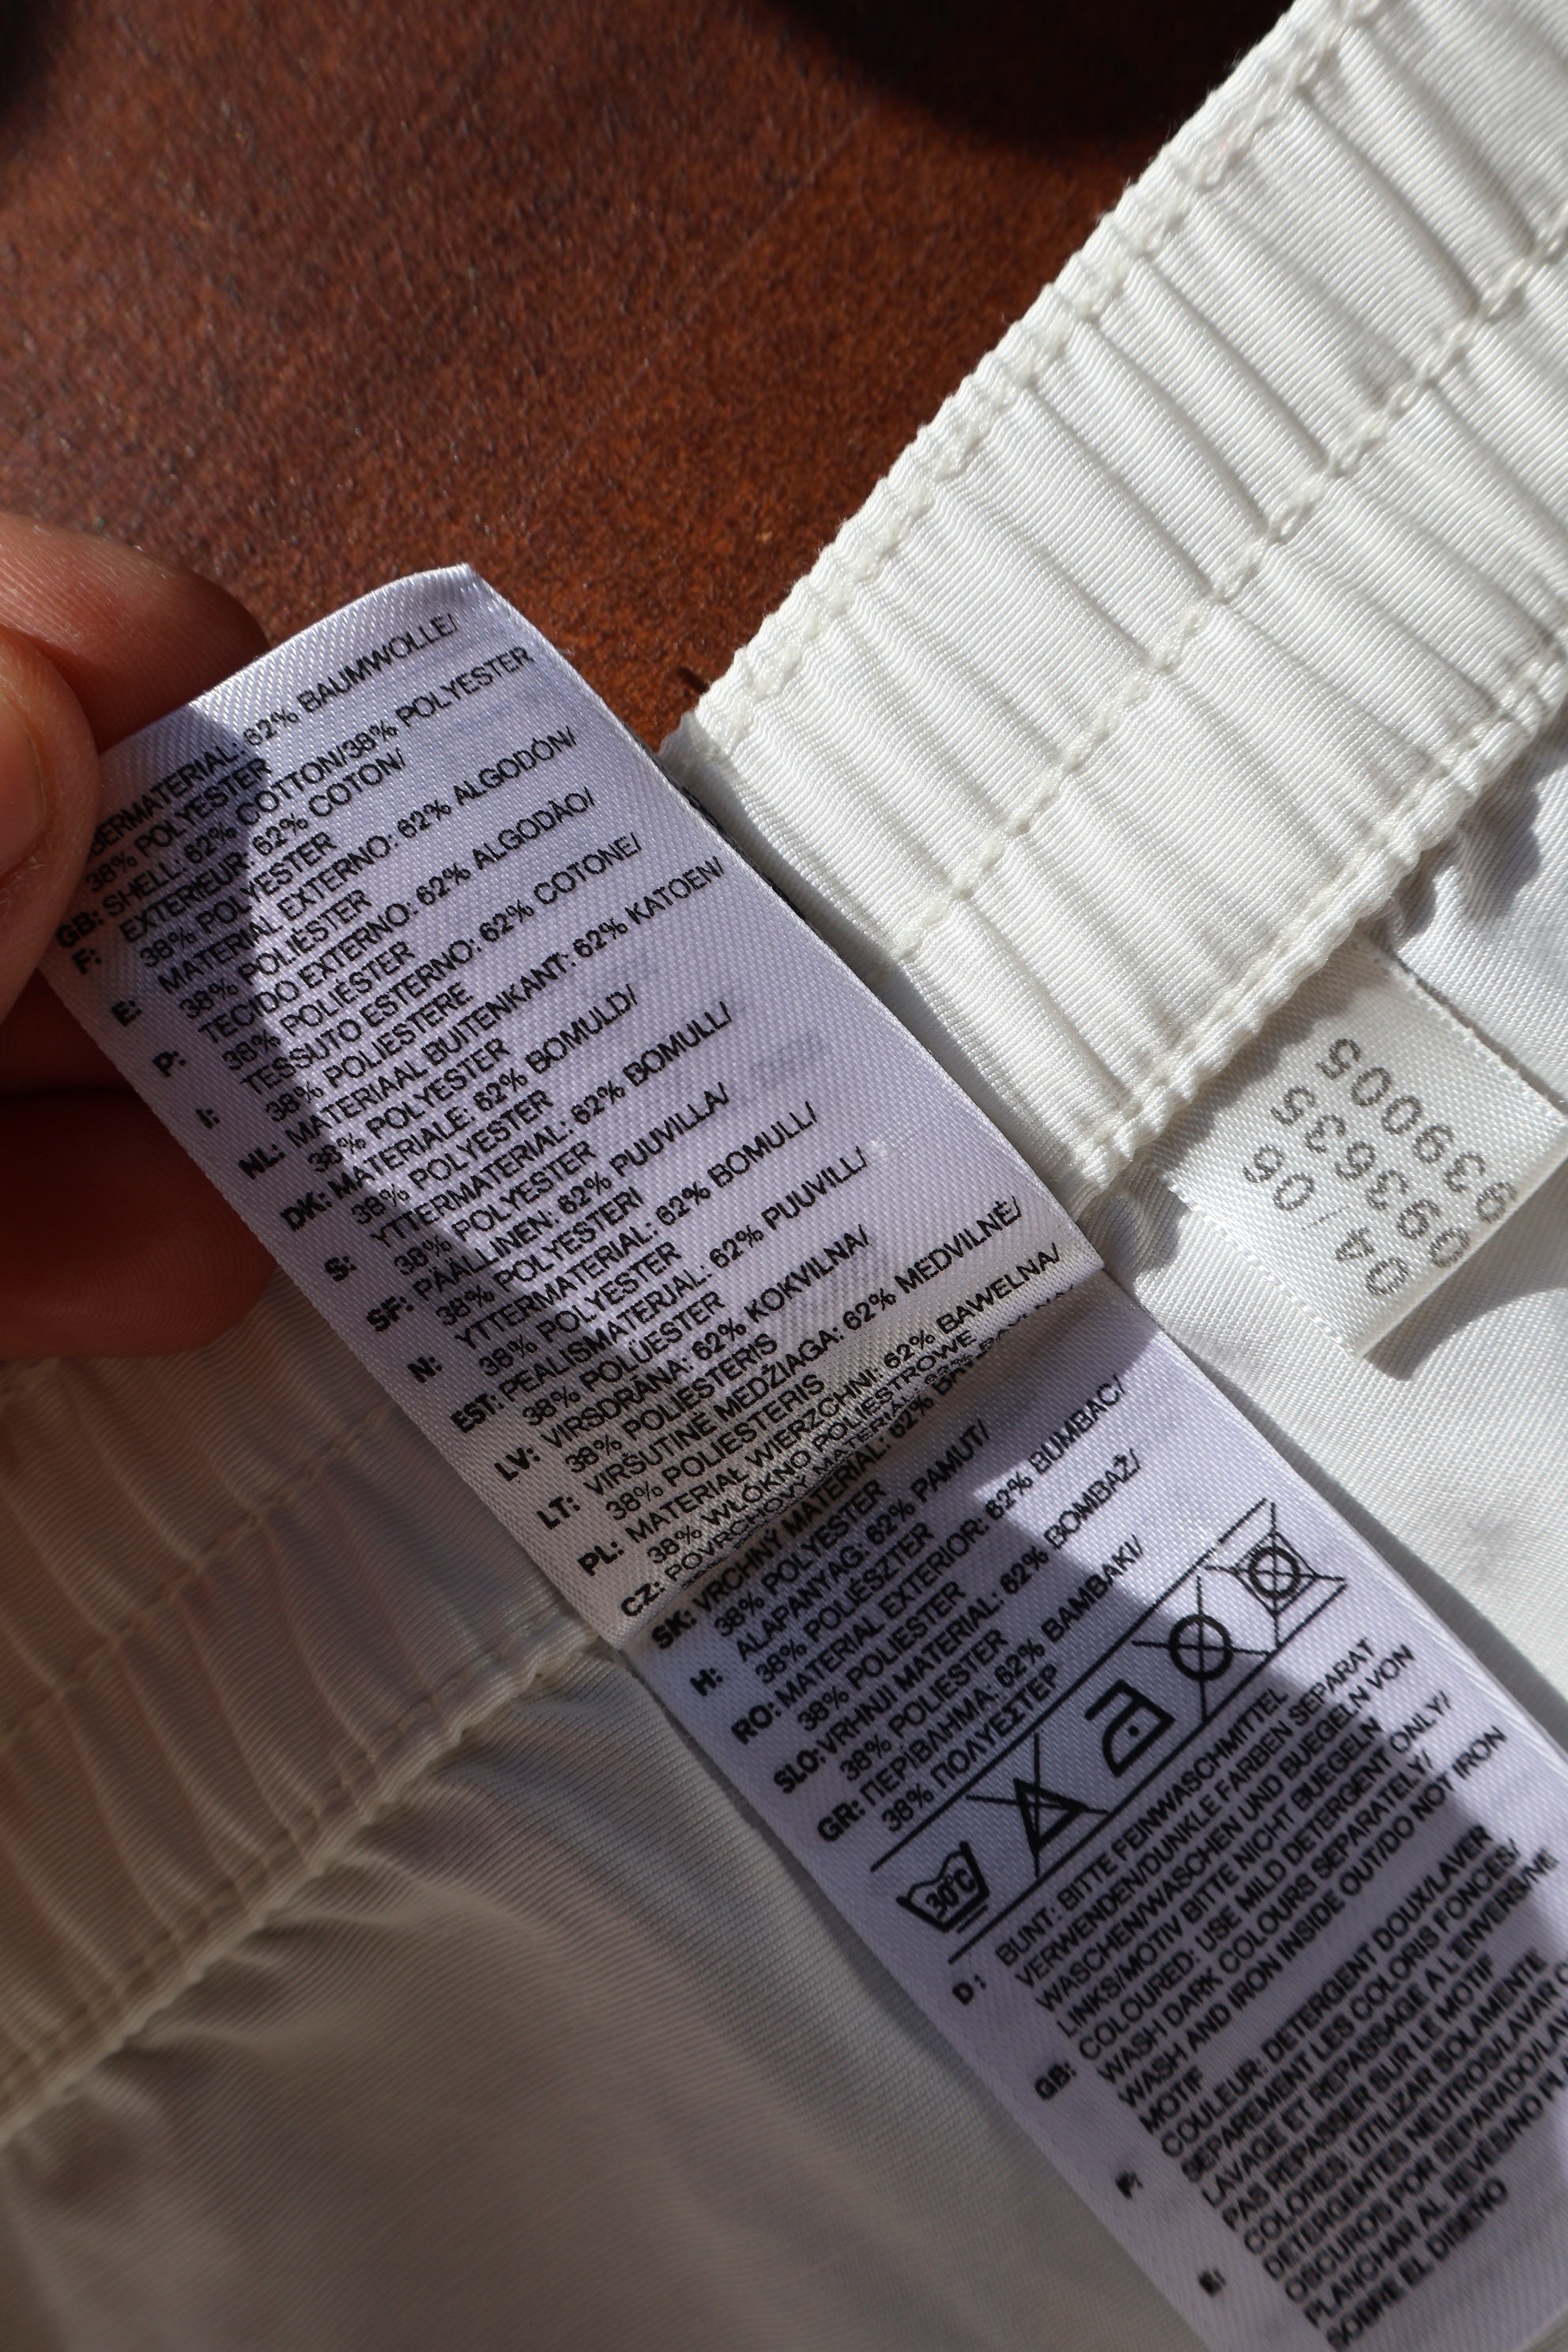 38% POLYESTER 62% BAUMWOLLE/
GB: SHELL: 62% COTTON/38% POLYESTER
F: EXTERIEUR: 62% COTON/
38% POLYESTER
E: MATERIAL EXTERNO: 62% ALGODÓN/
38% POLIÉSTER
P: TECIDO EXTERNO: 62% ALGODÃO/
38% POLIÉSTER
I: TESSUTO ESTERNO: 62% COTONE/
38% POLIESTERE
NL: MATERIAAL BUITENKANT: 62% KATOEN/
38% POLYESTER
DK: MATERIALE: 62% BOMULD/
38% POLYESTER
S: YTTERMATERIAL: 62% BOMULL/
38% POLYESTER
SF: PÄÄLLINEN: 62% PUUVILLA/
38% POLYESTERI
N: YTTERMATERIAL: 62% BOMULL/
38% POLYESTER
EST: PEALISMATERJAL: 62% PUUVILL/
38% POLÜESTER
LV: VIRSDRĀNA: 62% KOKVILNA/
38% POLIESTERIS
LT: VIRŠUTINĖ MEDŽIAGA: 62% MEDVILNĖ/
38% POLIESTERIS
PL: MATERIAŁ WIERZCHNI: 62% BAWEŁNA/
38% WŁÓKNO POLIESTROWE
CZ: POVRCHOVÝ MATERIÁL:
SK: VRCHNÝ MATERIÁL: 62%
38% POLYESTER
H: ALAPANYAG: 62% PAMUT/
38% POLIÉSZTER
RO: MATERIAL EXTERIOR: 62% BUMBAC/
38% POLIESTER
SLO: VRHNJI MATERIAL: 62% BOMBAŽ/
38% POLIESTER
GR: ΠΕΡΙΒΛΗΜΑ: 62% ΒΑΜΒΑΚΙ/
38% ΠΟΛΥΕΣΤΕΡ
30°C
D: BUNT: BITTE FEINWASCHMITTEL
VERWENDEN/DUNKLE FARBEN SEPARAT
WASCHEN/WASCHEN UND BUEGELN VON
LINKS/MOTIV BITTE NICHT BUEGELN
GB: COLOURED: USE MILD DETERGENT ONLY/
WASH DARK COLOURS SEPARATELY/
WASH AND IRON INSIDE OUT/DO NOT IRON
MOTIF
F: COULEUR: DETERGENT DOUX/LAVER
SEPAREMENT LES COLORIS FONCES/
LAVAGE ET REPASSAGE A L'ENVERS/NE
PAS REPASSER SUR LE MOTIF
E: COLORES: UTILIZAR SOLAMENTE
DETERGENTES NEUTROS/LAVAR
OSCUROS POR SEPARADO/
PLANCHAR AL REVÉS/NO
SOBRE EL DISEÑO
04/06
093635
939005